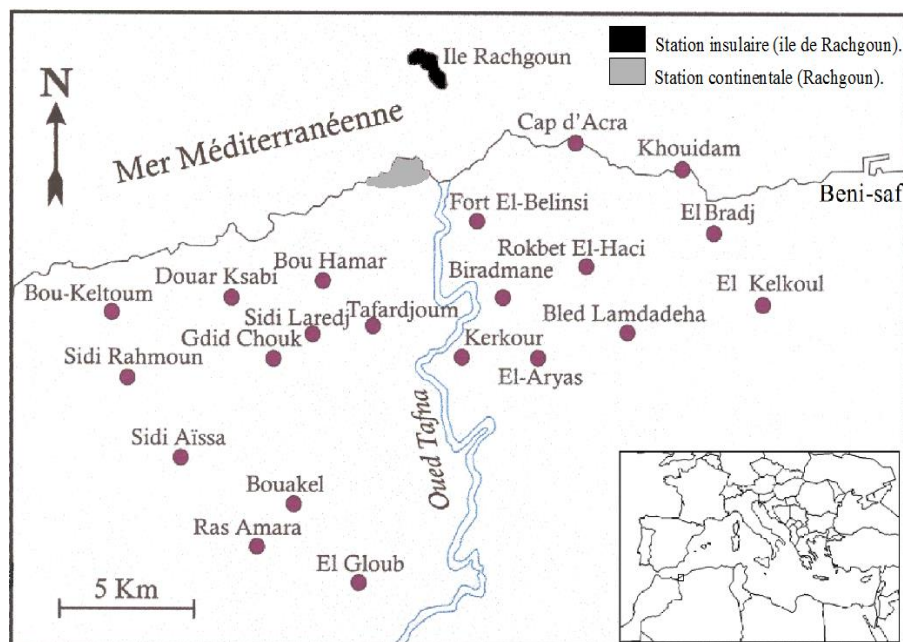 Station insulaire (ile de Rachgoun).
Station continentale (Rachgoun).
Ile Rachgoun
N
Mer Méditerranéenne
Cap d'Acra
Khouidam
Beni-saf
Fort El-Belinsi
El Bradj
Rokbet El-Haci
Bou Hamar
Biradmane
Douar Ksabi
El Kelkoul
Bou-Keltoum
Tafardjoum
Sidi Laredj
Bled Lamdadeha
Gdid Chouk
Kerkour
Sidi Rahmoun
El-Aryas
Oued Tafna
Sidi Aïssa
Bouakel
Ras Amara
El Gloub
5 Km